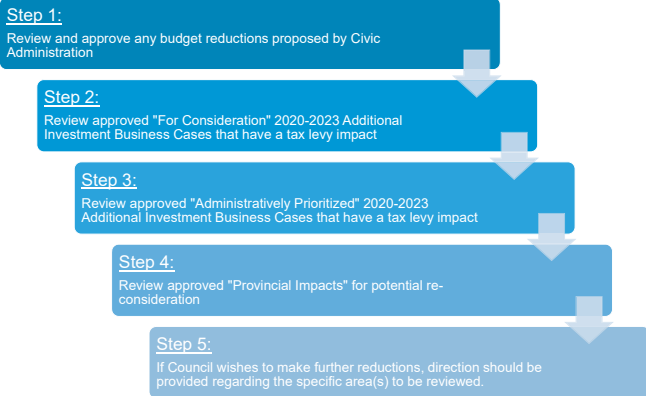 Step 1:
Review and approve any budget reductions proposed by Civic
Administration
Step 2:
Review approved "For Consideration" 2020-2023 Additional
Investment Business Cases that have a tax levy impact
Step 3:
Review approved "Administratively Prioritized" 2020-2023
Additional Investment Business Cases that have a tax levy impact
Step 4:
Review approved "Provincial Impacts" for potential re-
consideration
Step 5:
If Council wishes to make further reductions, direction should be
provided regarding the specific area(s) to be reviewed.